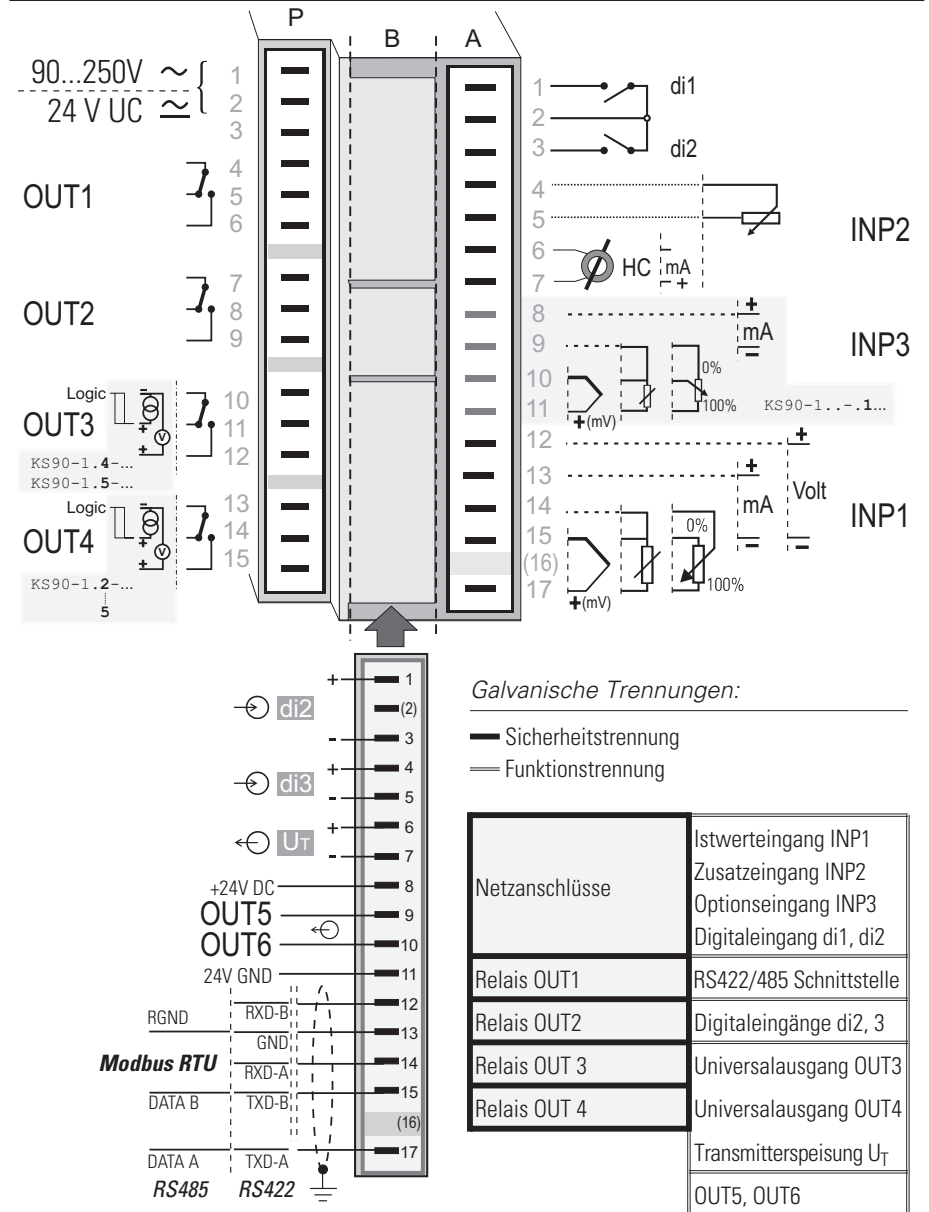 P
B
A
90...250V ~
24 V UC ≂
1
2
3
4
5
6
OUT1
7
8
9
OUT2
Logic
OUT3
10
11
12
- + + V
KS90-1.4-...
KS90-1.5-...
Logic
OUT4
13
14
15
- + + V
KS90-1.2-...
5
1
2
3
di1
di2
4
5
6
7
HC
mA
- +
INP2
8
9
10
11
+
mA
-
INP3
0%
100%
+(mV)
KS90-1..-.1...
12
13
14
15
(16)
17
+
+
mA
Volt
-
-
INP1
0%
100%
+(mV)
+ 1
di2 (2)
- 3
+ 4
di3
- 5
+ 6
UT
- 7
+24V DC 8
OUT5 9
OUT6 10
24V GND 11
RXD-B 12
RGND GND 13
Modbus RTU
RXD-A 14
DATA B TXD-B 15
(16)
DATA A TXD-A 17
RS485 RS422
Galvanische Trennungen:
Sicherheitstrennung
Funktionstrennung
Netzanschlüsse
Istwerteingang INP1
Zusatzeingang INP2
Optionseingang INP3
Digitaleingang di1, di2
Relais OUT1 RS422/485 Schnittstelle
Relais OUT2 Digitaleingänge di2, 3
Relais OUT 3 Universalausgang OUT3
Relais OUT 4 Universalausgang OUT4
Transmitterspeisung UT
OUT5, OUT6